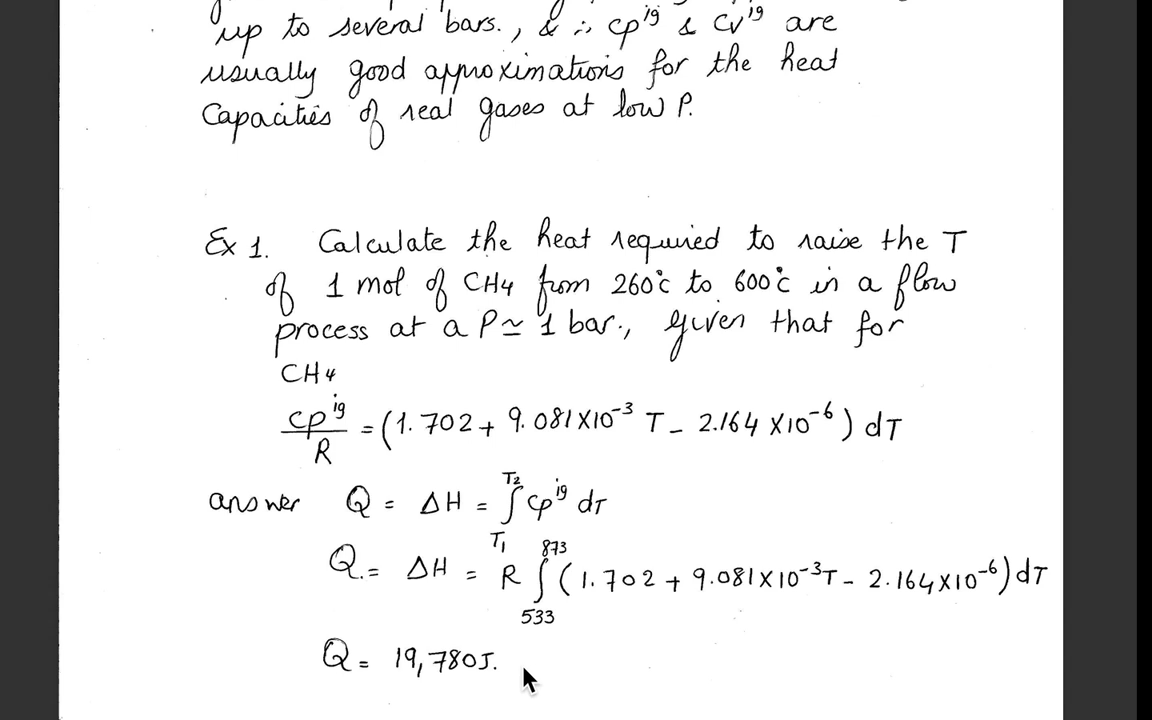 up to several bars., & ∴ Cp^ig & Cv^ig are
usually good approximations for the heat
Capacities of real gases at low P.
Ex 1. Calculate the heat required to raise the T
of 1 mol of CH4 from 260°C to 600°C in a flow
process at a P ≃ 1 bar., given that for
CH4
Cp^ig / R = (1.702 + 9.081 X10^-3 T - 2.164 X10^-6) dT
answer Q = ΔH = ∫_T1^T2 Cp^ig dT
Q. = ΔH = R ∫_533^873 (1.702 + 9.081X10^-3T - 2.164X10^-6) dT
Q = 19,780J.